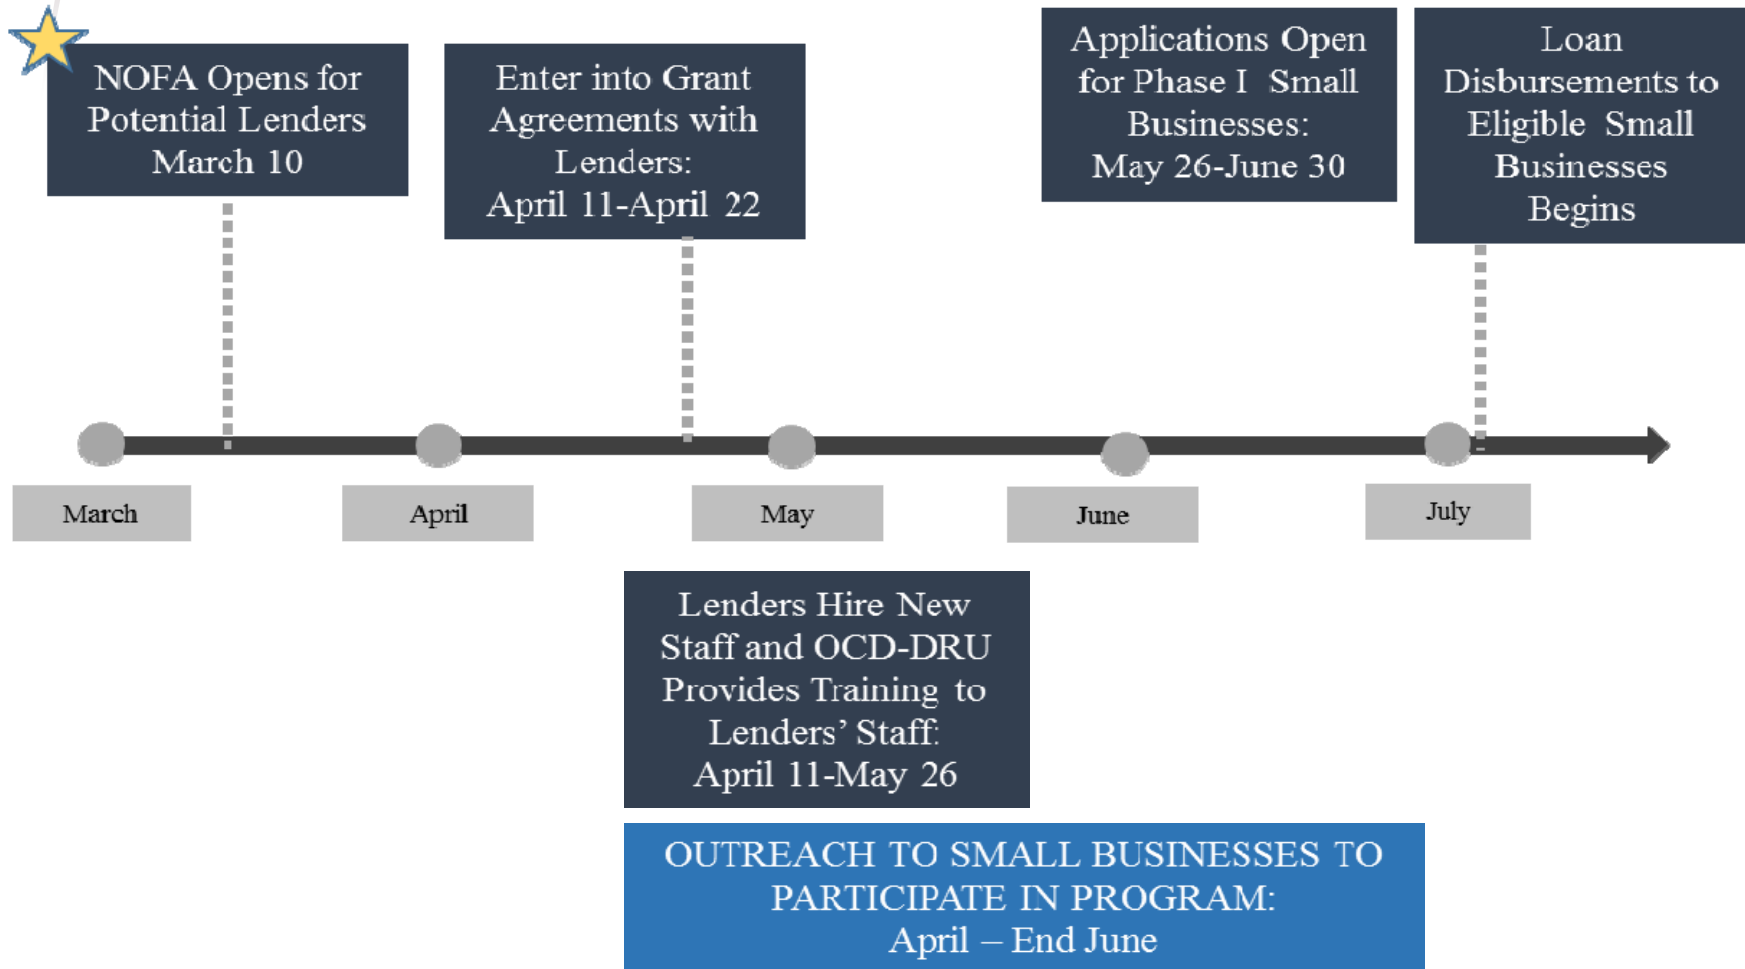 NOFA Opens for
Potential Lenders
March 10
Enter into Grant
Agreements with
Lenders:
April 11-April 22
Applications Open
for Phase I Small
Businesses:
May 26-June 30
Loan
Disbursements to
Eligible Small
Businesses
Begins
March
April
May
June
July
Lenders Hire New
Staff and OCD-DRU
Provides Training to
Lenders’ Staff:
April 11-May 26
OUTREACH TO SMALL BUSINESSES TO
PARTICIPATE IN PROGRAM:
April – End June